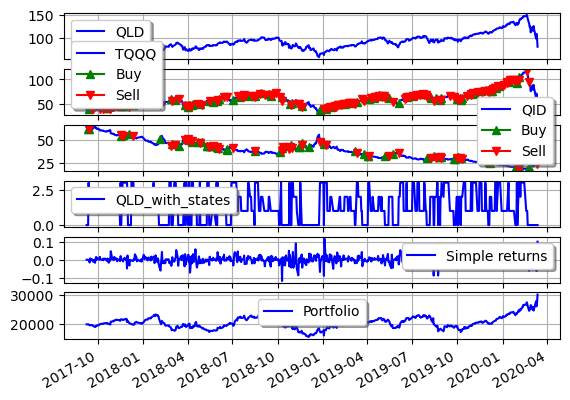 150
100
QLD
TQQQ
Buy
Sell
100
50
QID
Buy
Sell
50
25
2.5
0.0
QLD_with_states
0.1
0.0
−0.1
Simple returns
30000
20000
Portfolio
2017-10
2018-01
2018-04
2018-07
2018-10
2019-01
2019-04
2019-07
2019-10
2020-01
2020-04